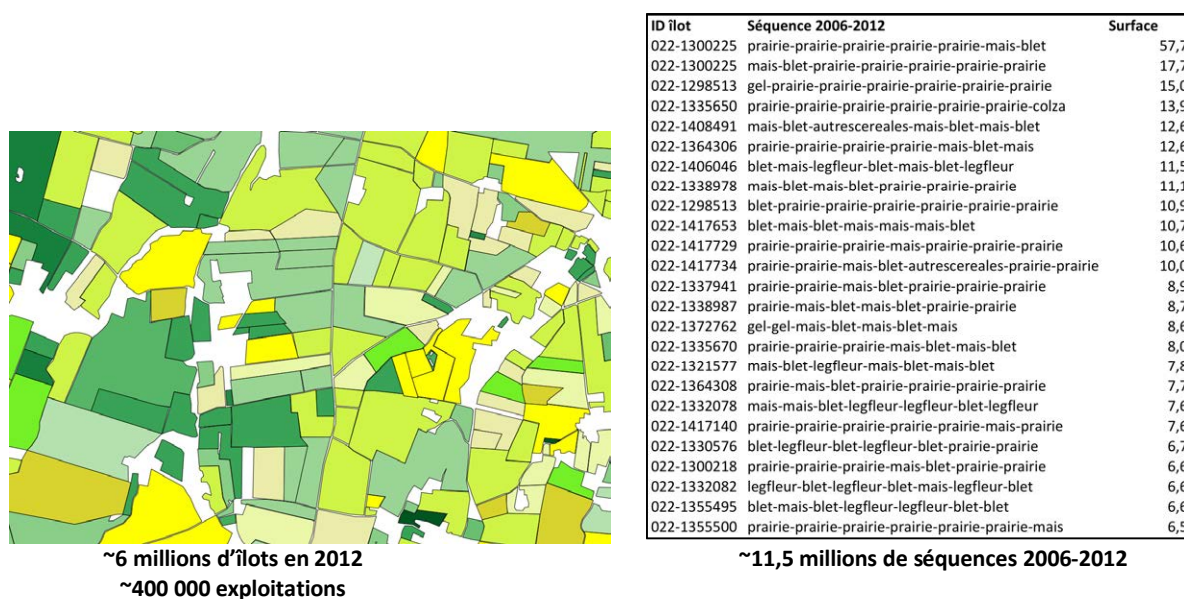 ID îlot Séquence 2006-2012 Surface
022-1300225 prairie-prairie-prairie-prairie-prairie-mais-blet 57,7
022-1300225 mais-blet-prairie-prairie-prairie-prairie-prairie 17,7
022-1298513 gel-prairie-prairie-prairie-prairie-prairie-prairie 15,0
022-1335650 prairie-prairie-prairie-prairie-prairie-prairie-colza 13,9
022-1408491 mais-blet-autrescereales-mais-blet-mais-blet 12,6
022-1364306 prairie-prairie-prairie-prairie-mais-blet-mais 12,6
022-1406046 blet-mais-legfleur-blet-mais-blet-legfleur 11,5
022-1338978 mais-blet-mais-blet-prairie-prairie-prairie 11,1
022-1298513 blet-prairie-prairie-prairie-prairie-prairie-prairie 10,9
022-1417653 blet-mais-blet-mais-mais-mais-blet 10,7
022-1417729 prairie-prairie-prairie-mais-prairie-prairie-prairie 10,6
022-1417734 prairie-prairie-mais-blet-autrescereales-prairie-prairie 10,0
022-1337941 prairie-prairie-mais-blet-prairie-prairie-prairie 8,9
022-1338987 prairie-mais-blet-mais-blet-prairie-prairie 8,7
022-1372762 gel-gel-mais-blet-mais-blet-mais 8,6
022-1335670 prairie-prairie-prairie-mais-blet-mais-blet 8,0
022-1321577 mais-blet-legfleur-mais-blet-mais-blet 7,8
022-1364308 prairie-mais-blet-prairie-prairie-prairie-prairie 7,7
022-1332078 mais-mais-blet-legfleur-legfleur-blet-legfleur 7,6
022-1417140 prairie-prairie-prairie-prairie-prairie-mais-prairie 7,6
022-1330576 blet-legfleur-blet-legfleur-blet-prairie-prairie 6,7
022-1300218 prairie-prairie-prairie-mais-blet-prairie-prairie 6,6
022-1332082 legfleur-blet-legfleur-blet-mais-legfleur-blet 6,6
022-1355495 blet-mais-blet-legfleur-legfleur-blet-blet 6,6
022-1355500 prairie-prairie-prairie-prairie-prairie-prairie-mais 6,5
~6 millions d'îlots en 2012
~400 000 exploitations
~11,5 millions de séquences 2006-2012